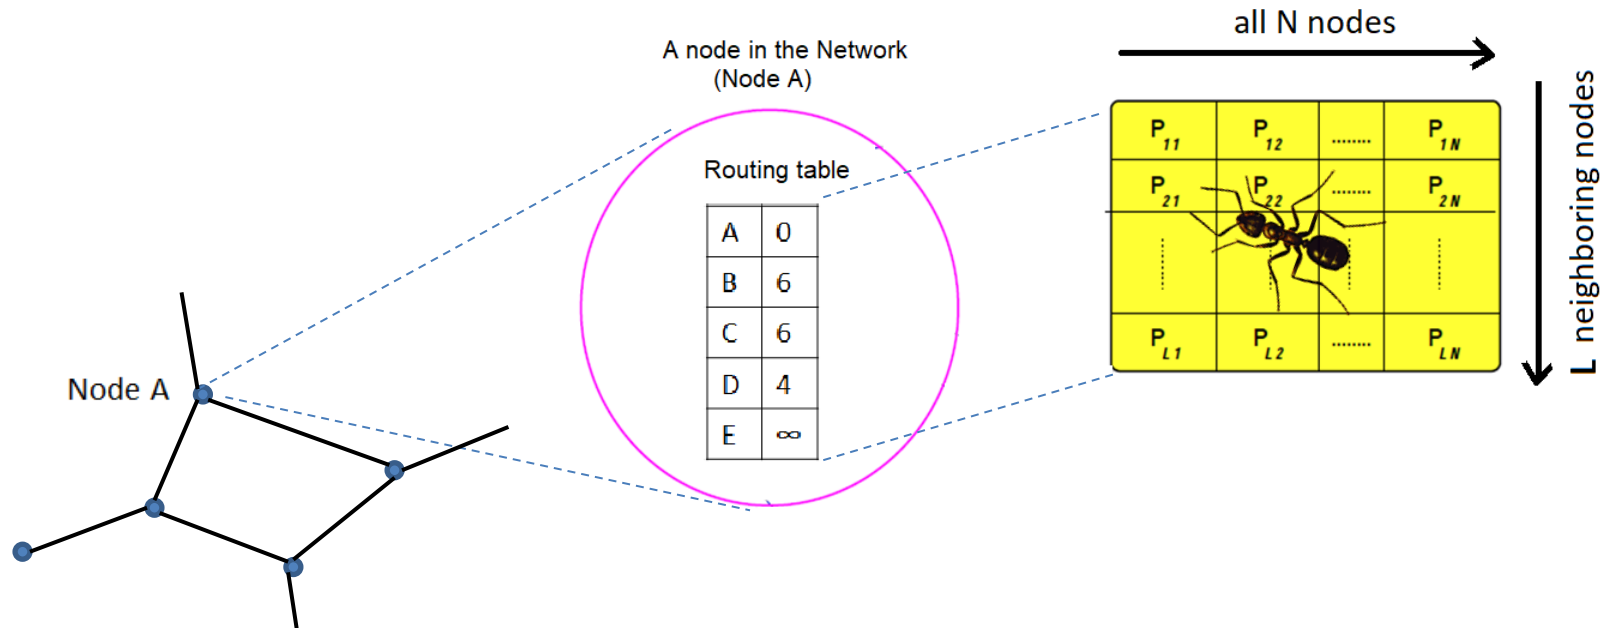 all N nodes
A node in the Network
(Node A)
L neighboring nodes
P11 P12 ........ P1N
P21 P22 ........ P2N
PL1 PL2 ........ PLN
Routing table
A 0
B 6
C 6
D 4
E ∞
Node A